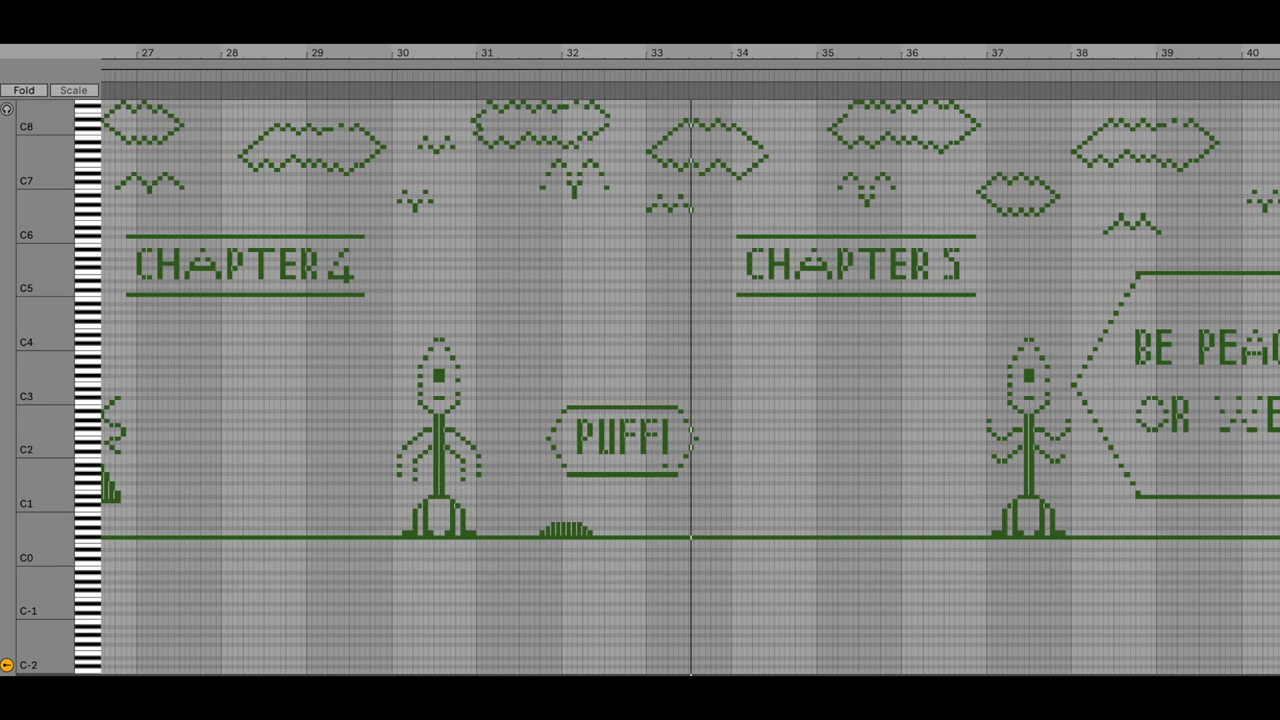 27 28 29 30 31 32 33 34 35 36 37 38 39 40
Fold Scale
C8
C7
C6
CHAPTER 4 CHAPTER 5
C5
C4
BE PEA
C3
OR
C2
PUFF!
C1
C0
C-1
C-2